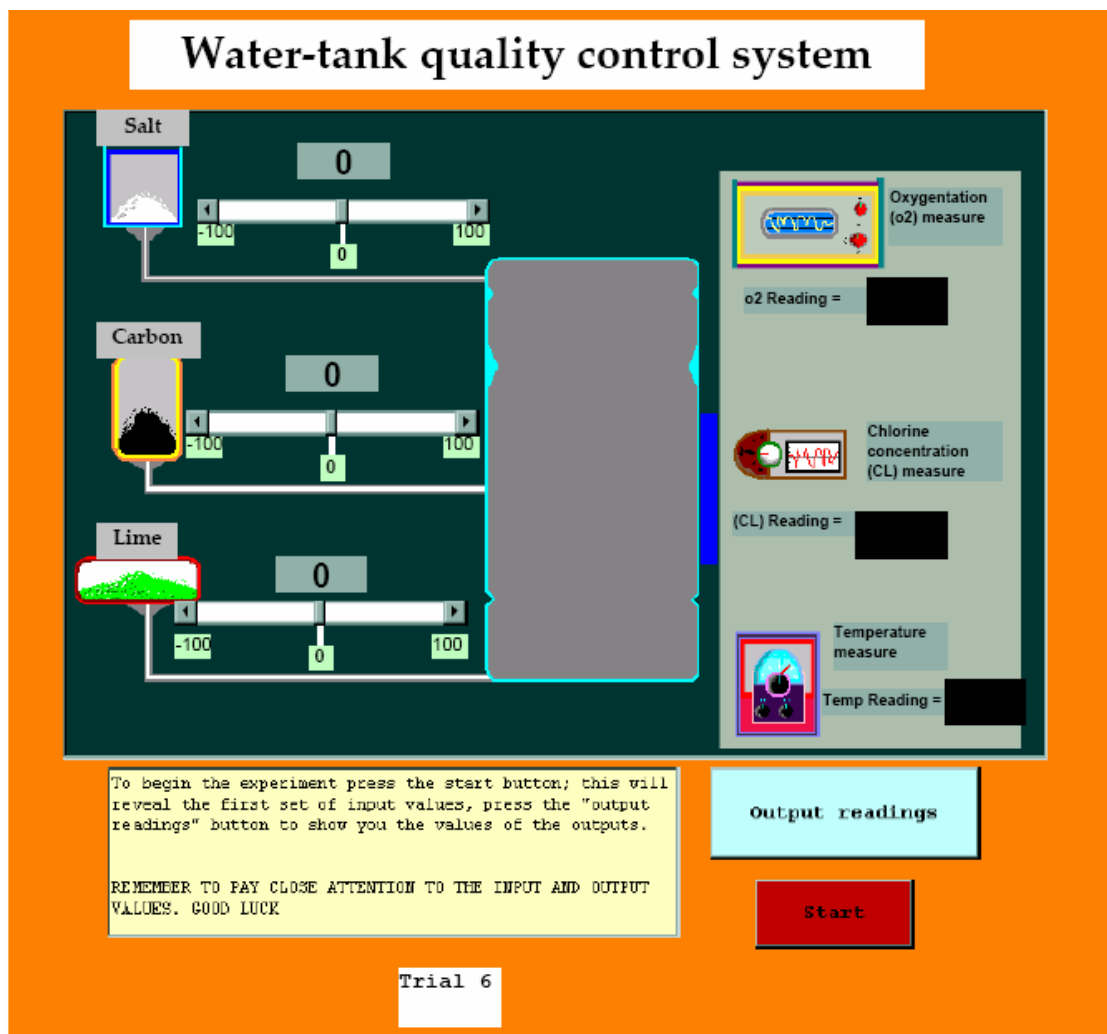 Water-tank quality control system
Salt
0
-100
100
0
Oxygentation
(o2) measure
o2 Reading =
Carbon
0
-100
100
0
Chlorine
concentration
(CL) measure
(CL) Reading =
Lime
0
-100
100
0
Temperature
measure
Temp Reading =
To begin the experiment press the start button; this will
reveal the first set of input values, press the "output
readings" button to show you the values of the outputs.
REMEMBER TO PAY CLOSE ATTENTION TO THE INPUT AND OUTPUT
VALUES. GOOD LUCK
Output readings
Start
Trial 6